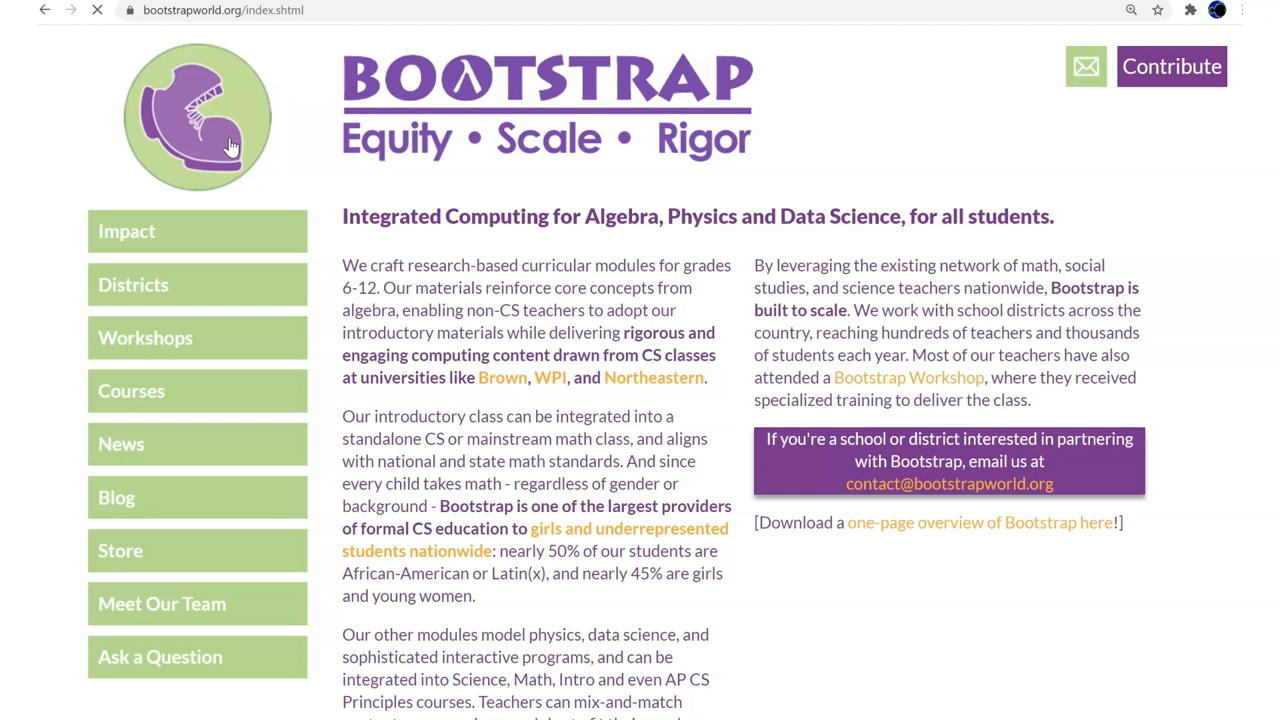 bootstrapworld.org/index.shtml
BOOTSTRAP
Equity • Scale • Rigor
Contribute
Impact
Districts
Workshops
Courses
News
Blog
Store
Meet Our Team
Ask a Question
Integrated Computing for Algebra, Physics and Data Science, for all students.
We craft research-based curricular modules for grades
6-12. Our materials reinforce core concepts from
algebra, enabling non-CS teachers to adopt our
introductory materials while delivering rigorous and
engaging computing content drawn from CS classes
at universities like Brown, WPI, and Northeastern.
Our introductory class can be integrated into a
standalone CS or mainstream math class, and aligns
with national and state math standards. And since
every child takes math - regardless of gender or
background - Bootstrap is one of the largest providers
of formal CS education to girls and underrepresented
students nationwide: nearly 50% of our students are
African-American or Latin(x), and nearly 45% are girls
and young women.
Our other modules model physics, data science, and
sophisticated interactive programs, and can be
integrated into Science, Math, Intro and even AP CS
Principles courses. Teachers can mix-and-match
By leveraging the existing network of math, social
studies, and science teachers nationwide, Bootstrap is
built to scale. We work with school districts across the
country, reaching hundreds of teachers and thousands
of students each year. Most of our teachers have also
attended a Bootstrap Workshop, where they received
specialized training to deliver the class.
If you're a school or district interested in partnering
with Bootstrap, email us at
contact@bootstrapworld.org
[Download a one-page overview of Bootstrap here!]